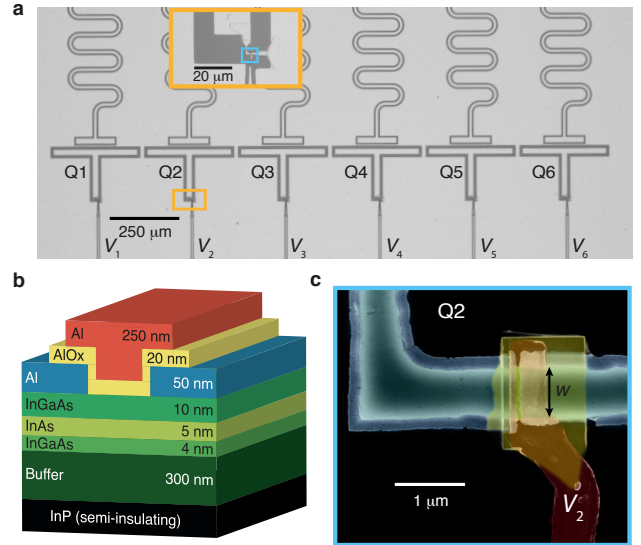 a
20 μm
Q1 Q2 Q3 Q4 Q5 Q6
250 μm
V1 V2 V3 V4 V5 V6
b
Al 250 nm
AlOx 20 nm
Al 50 nm
InGaAs 10 nm
InAs 5 nm
InGaAs 4 nm
Buffer 300 nm
InP (semi-insulating)
c
Q2
W
1 μm
V2